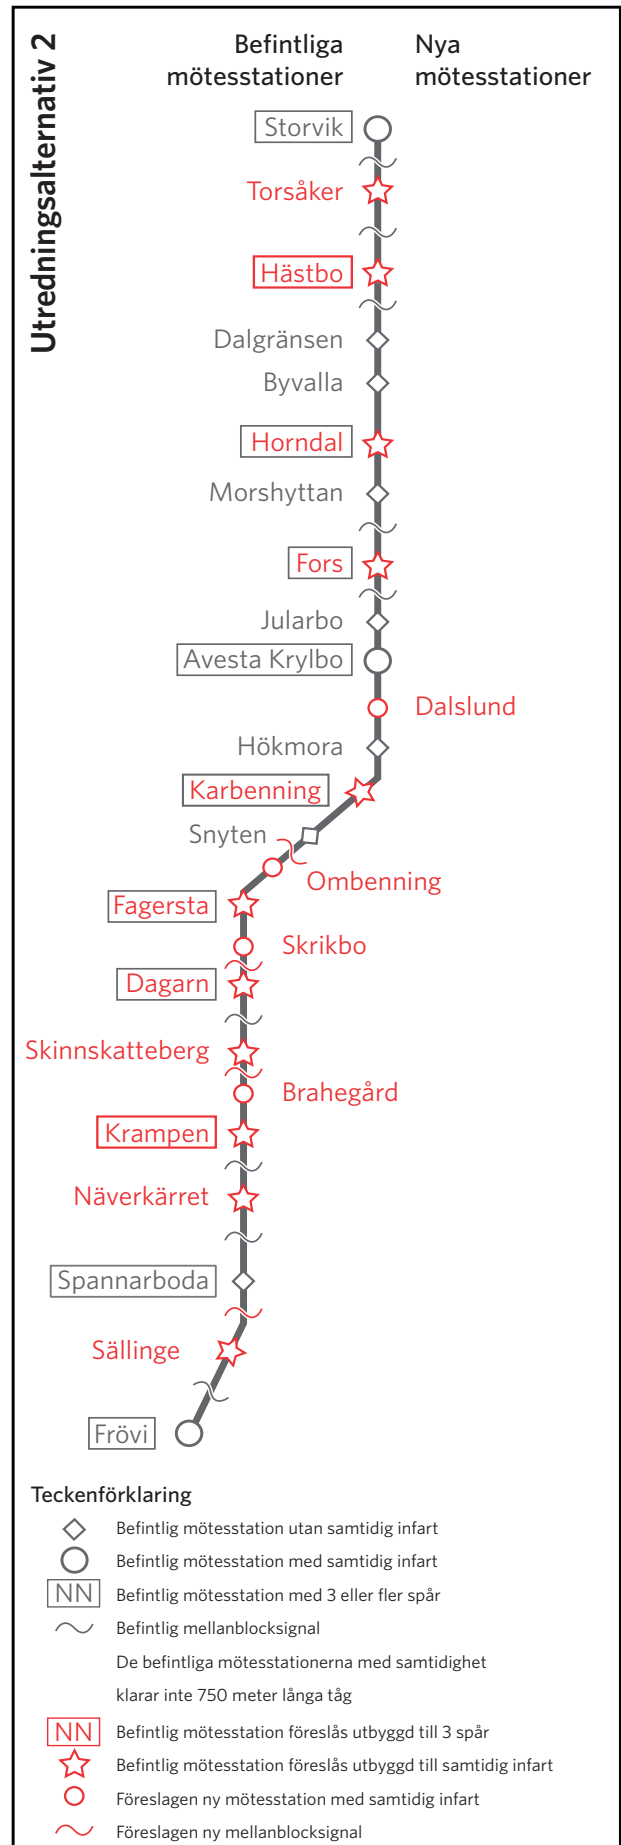 Utredningsalternativ 2
Befintliga
mötesstationer
Nya
mötesstationer
Storvik
Torsåker
Hästbo
Dalgränsen
Byvalla
Horndal
Morshyttan
Fors
Jularbo
Avesta Krylbo
Dalslund
Hökmora
Karbenning
Snyten
Ombenning
Fagersta
Skrikbo
Dagarn
Skinnskatteberg
Brahegård
Krampen
Näverkärret
Spannarboda
Sällinge
Frövi
Teckenförklaring
Befintlig mötesstation utan samtidig infart
Befintlig mötesstation med samtidig infart
NN Befintlig mötesstation med 3 eller fler spår
Befintlig mellanblocksignal
De befintliga mötesstationerna med samtidighet
klarar inte 750 meter långa tåg
NN Befintlig mötesstation föreslås utbyggd till 3 spår
Befintlig mötesstation föreslås utbyggd till samtidig infart
Föreslagen ny mötesstation med samtidig infart
Föreslagen ny mellanblocksignal